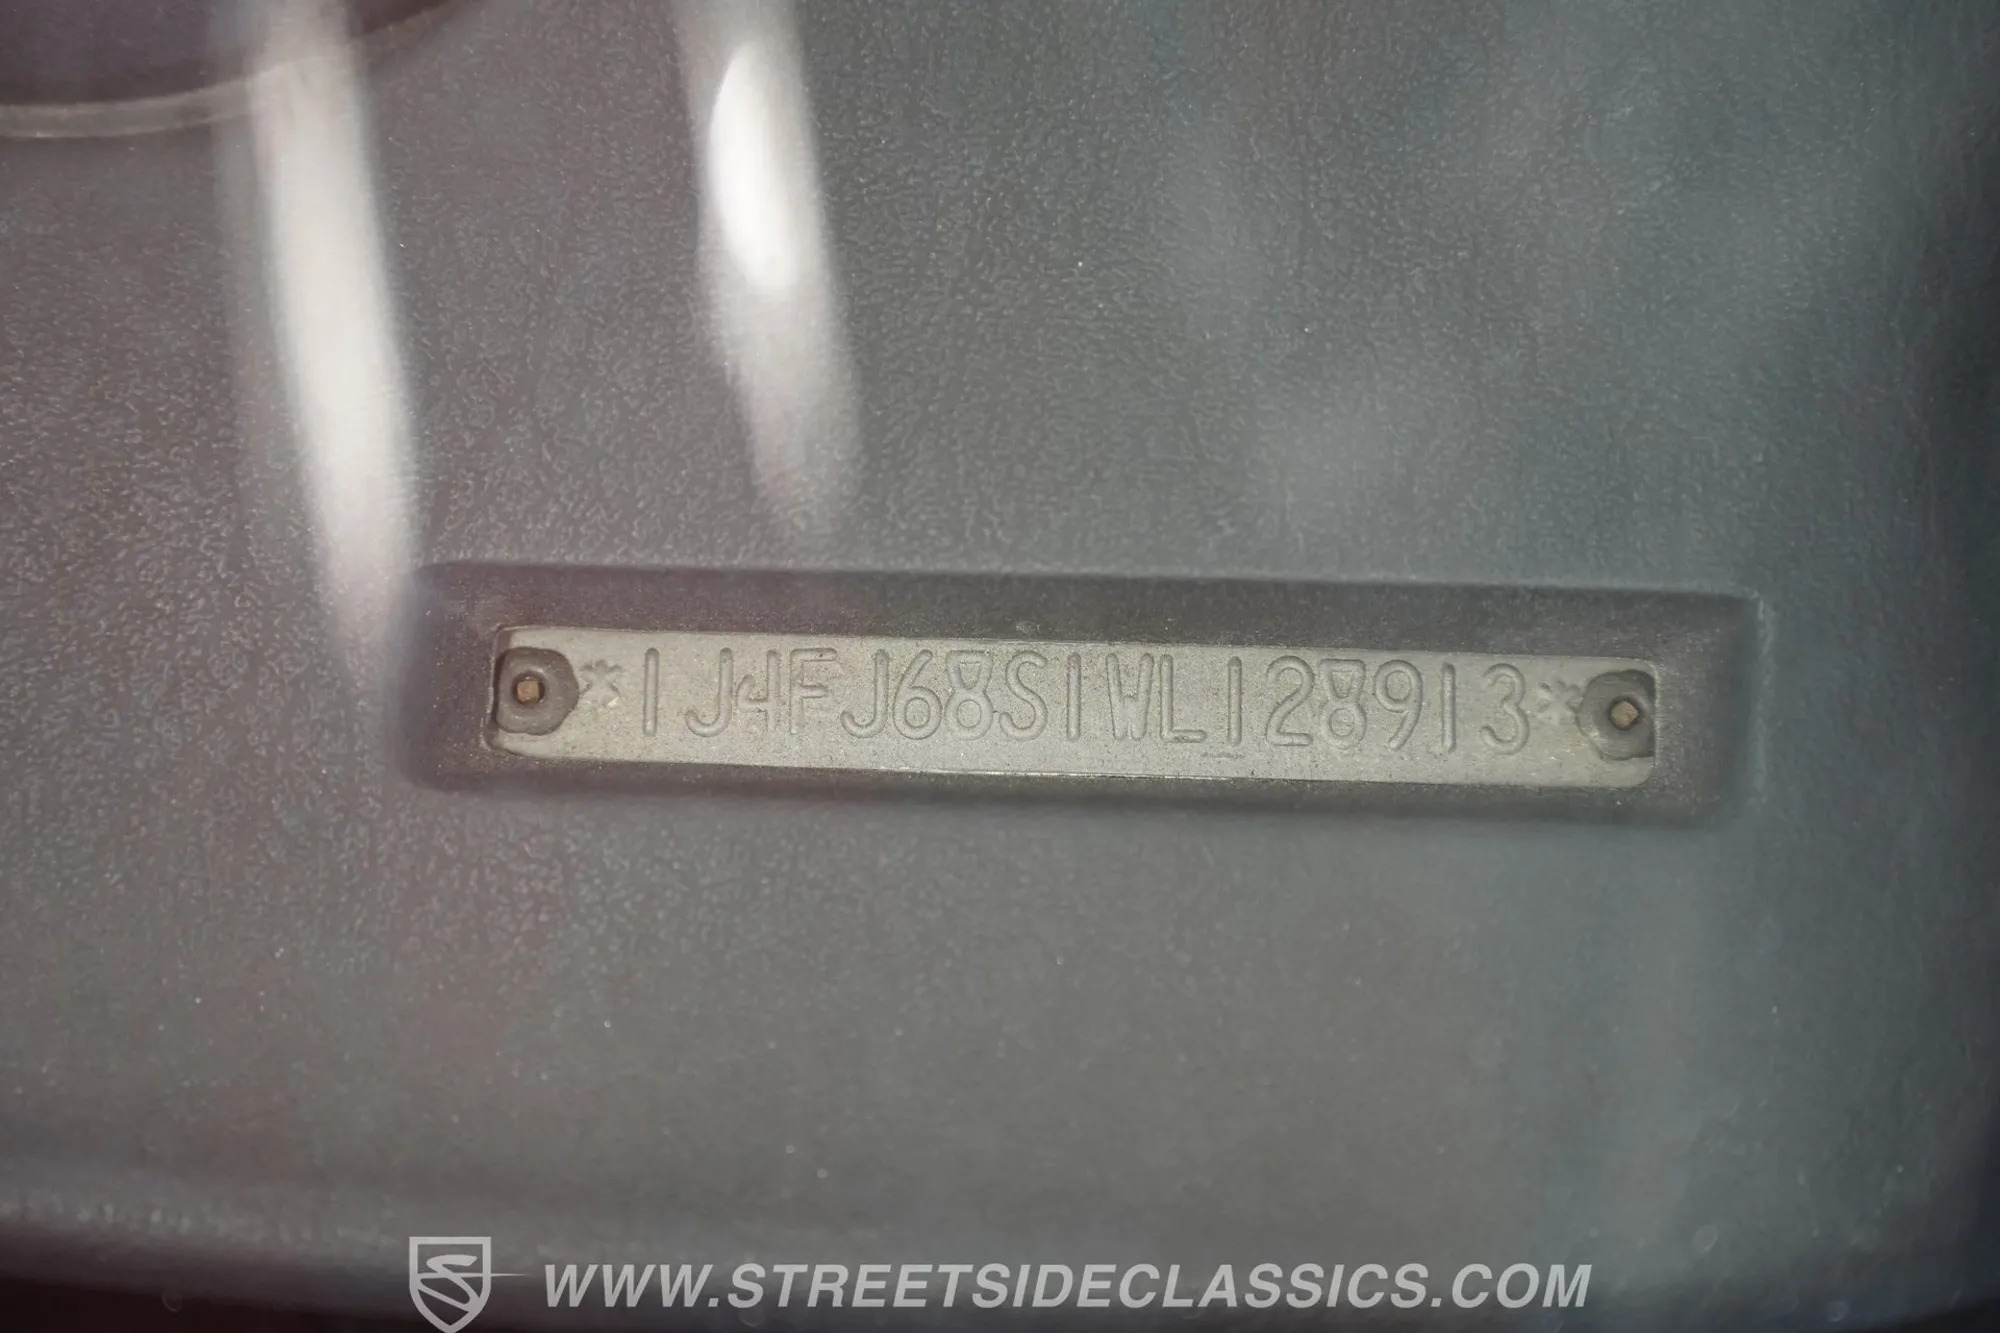 *1J4FJ68S1WL128913*
WWW.STREETSIDECLASSICS.COM